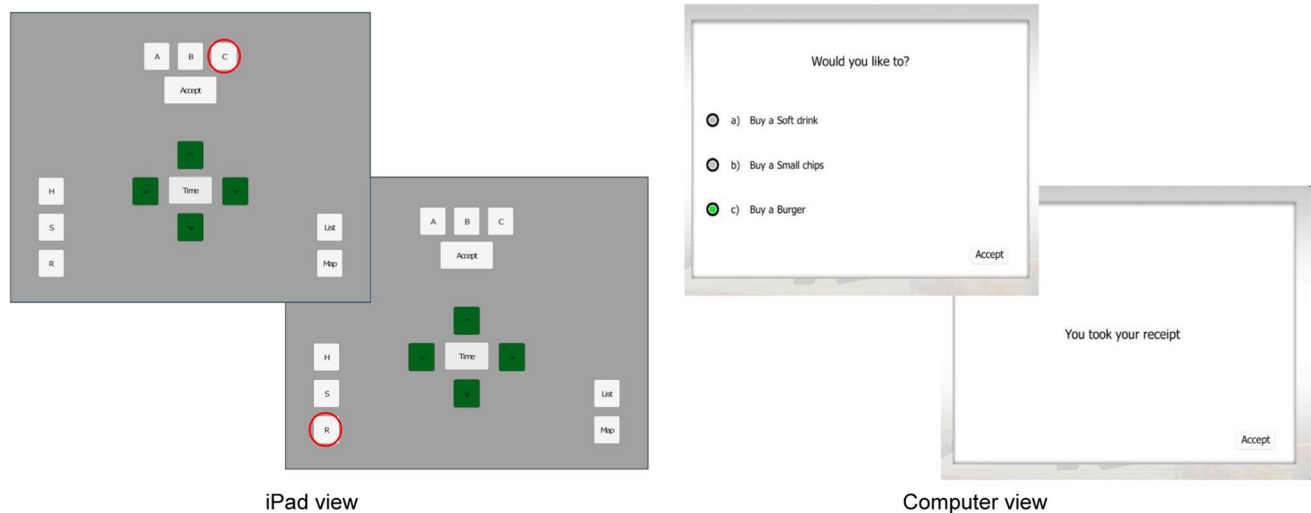 A B C
Accept
^
< Time >
v
H
S
R
List
Map
A B C
Accept
^
< Time >
v
H
S
R
List
Map
iPad view
Would you like to?
a) Buy a Soft drink
b) Buy a Small chips
c) Buy a Burger
Accept
You took your receipt
Accept
Computer view